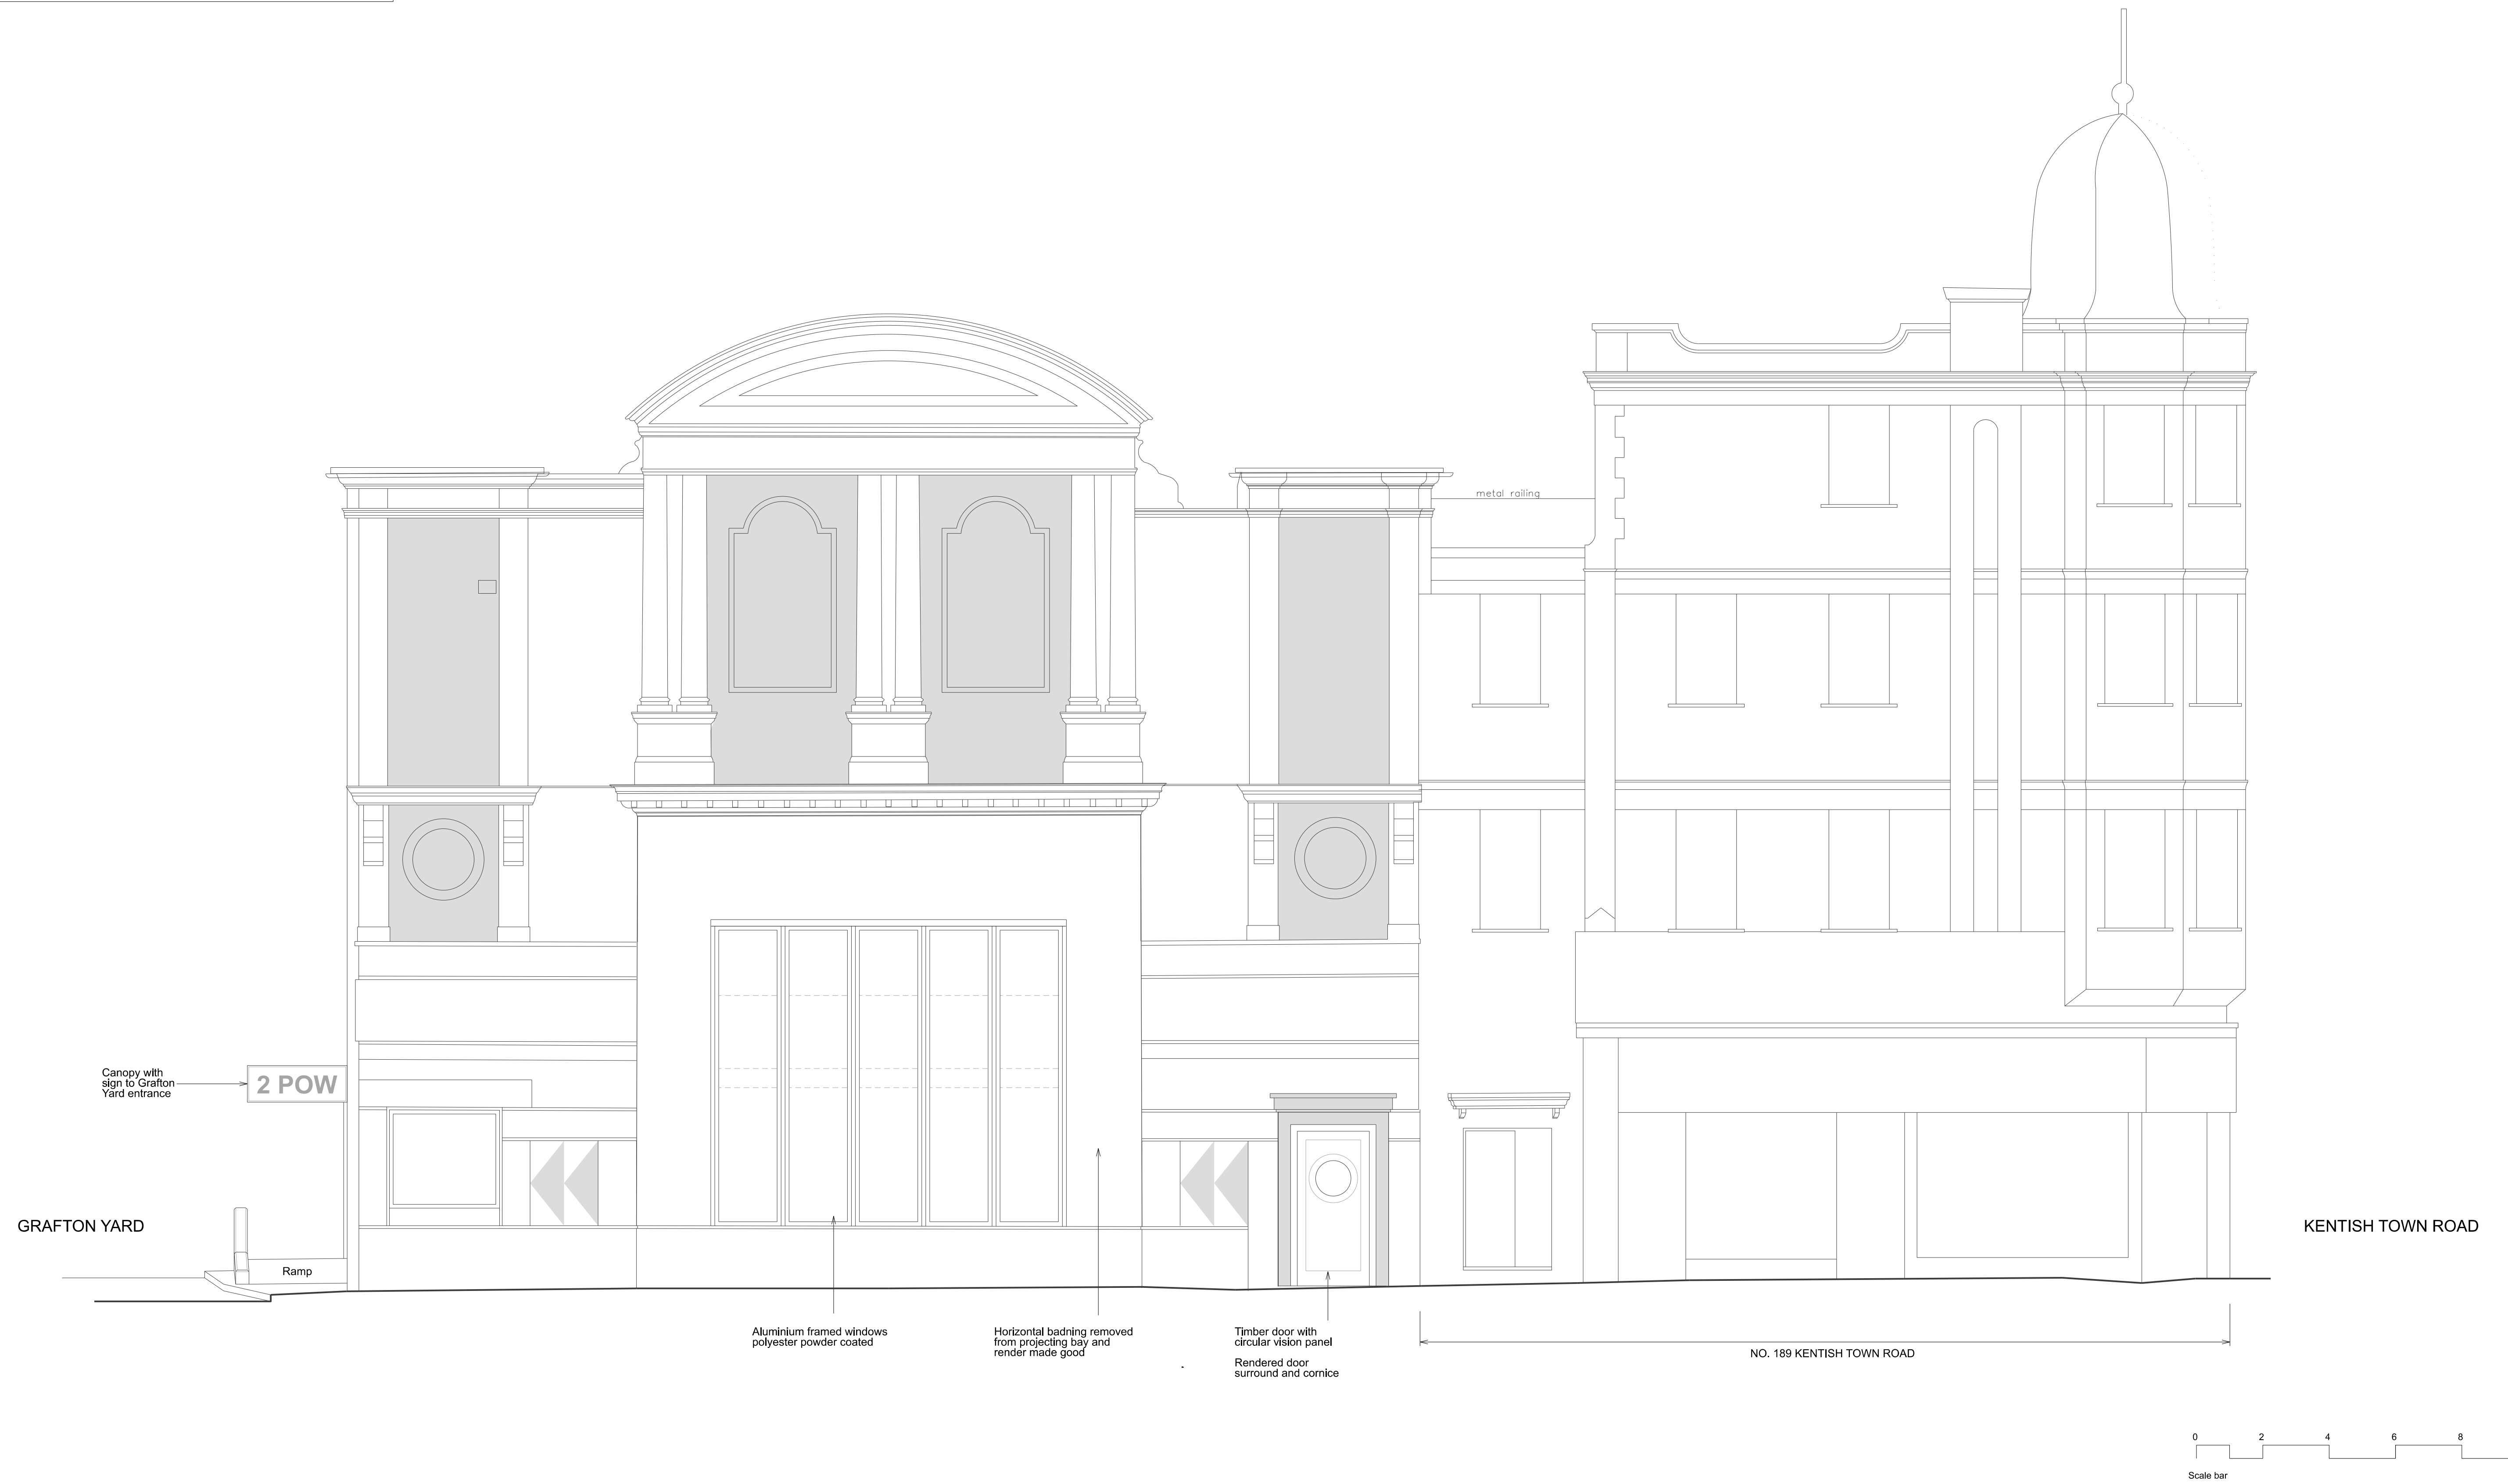 metal railing
Canopy with
sign to Grafton
Yard entrance
2 POW
GRAFTON YARD
KENTISH TOWN ROAD
Ramp
Aluminium framed windows
polyester powder coated
Horizontal badning removed
from projecting bay and
render made good
Timber door with
circular vision panel
Rendered door
surround and cornice
NO. 189 KENTISH TOWN ROAD
0 2 4 6 8
Scale bar